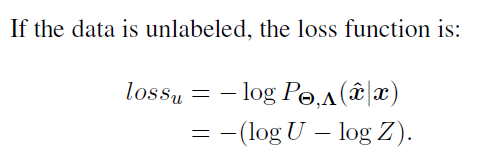 If the data is unlabeled, the loss function is:
loss_u = − log P_{Θ,Λ}(x̂|x)
= −(log U − log Z).